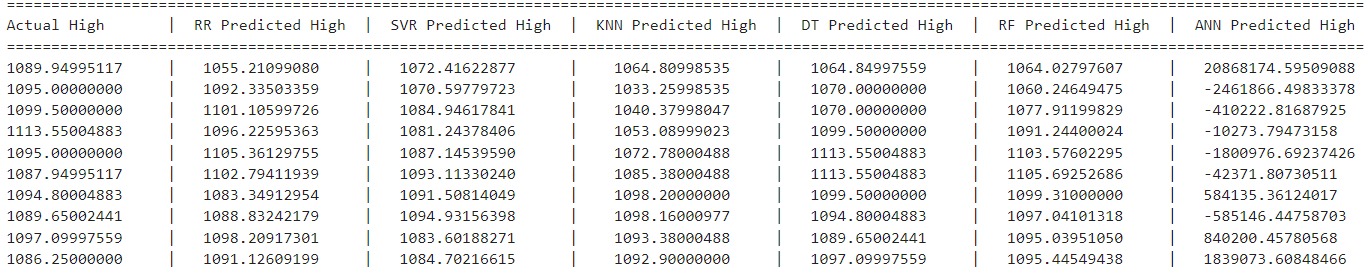 Actual High | RR Predicted High | SVR Predicted High | KNN Predicted High | DT Predicted High | RF Predicted High | ANN Predicted High
1089.94995117 | 1055.21099080 | 1072.41622877 | 1064.80998535 | 1064.84997559 | 1064.02797607 | 20868174.59509088
1095.00000000 | 1092.33503359 | 1070.59779723 | 1033.25998535 | 1070.00000000 | 1060.24649475 | -2461866.49833378
1099.50000000 | 1101.10599726 | 1084.94617841 | 1040.37998047 | 1070.00000000 | 1077.91199829 | -410222.81687925
1113.55004883 | 1096.22595363 | 1081.24378406 | 1053.08999023 | 1099.50000000 | 1091.24400024 | -10273.79473158
1095.00000000 | 1105.36129755 | 1087.14539590 | 1072.78000488 | 1113.55004883 | 1103.57602295 | -1800976.69237426
1087.94995117 | 1102.79411939 | 1093.11330240 | 1085.38000488 | 1113.55004883 | 1105.69252686 | -42371.80730511
1094.80004883 | 1083.34912954 | 1091.50814049 | 1098.20000000 | 1099.50000000 | 1099.31000000 | 584135.36124017
1089.65002441 | 1088.83242179 | 1094.93156398 | 1098.16000977 | 1094.80004883 | 1097.04101318 | -585146.44758703
1097.09997559 | 1098.20917301 | 1083.60188271 | 1093.38000488 | 1089.65002441 | 1095.03951050 | 840200.45780568
1086.25000000 | 1091.12609199 | 1084.70216615 | 1092.90000000 | 1097.09997559 | 1095.44549438 | 1839073.60848466